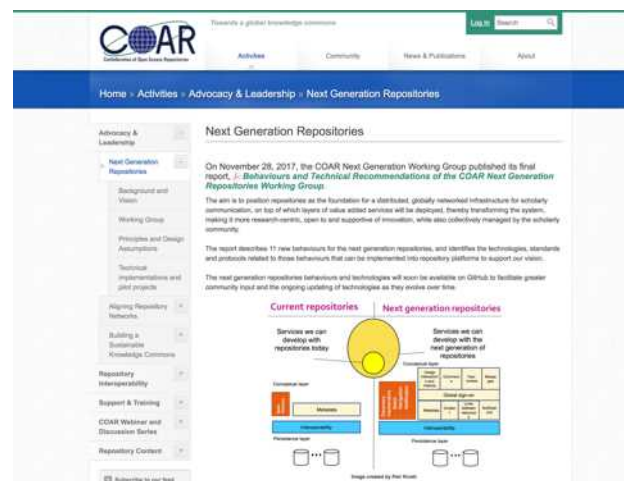 Towards a global knowledge commons
Log in
Search
COAR
Confederation of Open Access Repositories
Activities
Community
News & Publications
About
Home » Activities » Advocacy & Leadership » Next Generation Repositories
Advocacy &
Leadership
Next Generation
Repositories
Background and
Vision
Working Group
Principles and Design
Assumptions
Technical
implementations and
pilot projects
Aligning Repository
Networks
Building a
Sustainable
Knowledge Commons
Repository
Interoperability
Support & Training
COAR Webinar and
Discussion Series
Repository Content
Subscribe to our feed
Next Generation Repositories
On November 28, 2017, the COAR Next Generation Working Group published its final
report, Behaviours and Technical Recommendations of the COAR Next Generation
Repositories Working Group.
The aim is to position repositories as the foundation for a distributed, globally networked infrastructure for scholarly
communication, on top of which layers of value added services will be deployed, thereby transforming the system,
making it more research-centric, open to and supportive of innovation, while also collectively managed by the scholarly
community.
The report describes 11 new behaviours for the next generation repositories, and identifies the technologies, standards
and protocols related to those behaviours that can be implemented into repository platforms to support our vision.
The next generation repositories behaviours and technologies will soon be available on GitHub to facilitate greater
community input and the ongoing updating of technologies as they evolve over time.
Current repositories
Next generation repositories
Services we can
develop with
repositories today
Services we can
develop with the
next generation of
repositories
Conceptual layer
Metadata
Interoperability
Persistence layer
Conceptual layer
Global sign-on
Metadata
Interoperability
Persistence layer